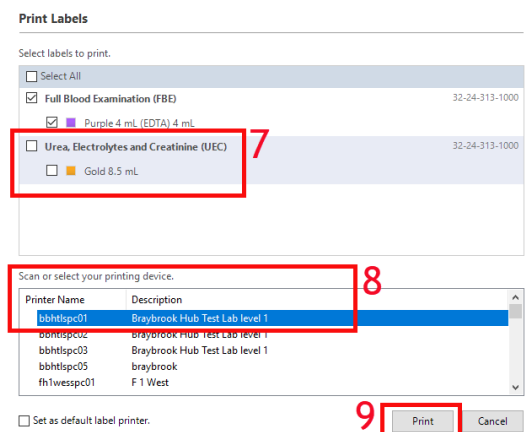 Print Labels
Select labels to print.
Select All
Full Blood Examination (FBE) 32-24-313-1000
Purple 4 mL (EDTA) 4 mL
7
Urea, Electrolytes and Creatinine (UEC) 32-24-313-1000
Gold 8.5 mL
Scan or select your printing device.
8
Printer Name Description
bbhtlspc01 Braybrook Hub Test Lab level 1
bbhtlspc02 Braybrook Hub Test Lab level 1
bbhtlspc03 Braybrook Hub Test Lab level 1
bbhtlspc05 braybrook
fh1wesspc01 F 1 West
Set as default label printer. 9 Print Cancel